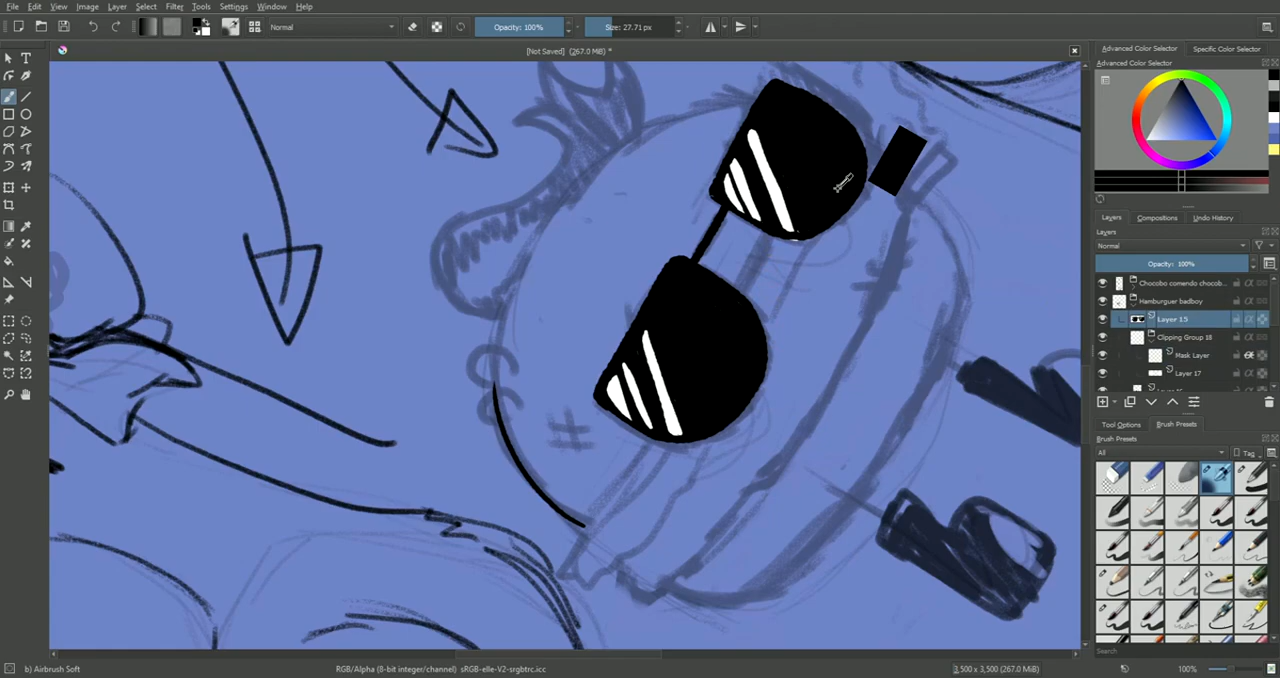 File Edit View Image Layer Select Filter Tools Settings Window Help
Normal
Opacity: 100%
Size: 27.71 px
[Not Saved] (267.0 MiB) *
Advanced Color Selector Specific Color Selector
Advanced Color Selector
Layers Compositions Undo History
Layers
Normal
Opacity: 100%
Chocobo comendo chocob...
Hamburguer badboy
Layer 15
Clipping Group 18
Mask Layer
Layer 17
Tool Options Brush Presets
Brush Presets
All
Tag
Search
b) Airbrush Soft
RGB/Alpha (8-bit integer/channel) sRGB-elle-V2-srgbtrc.icc
3,500 x 3,500 (267.0 MiB)
100%